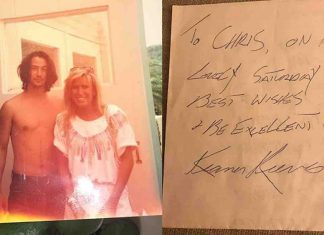 To CHRIS, ON A
LOVELY SATURDAY
BEST WISHES
& BE EXCELLENT
Keanu Reeves